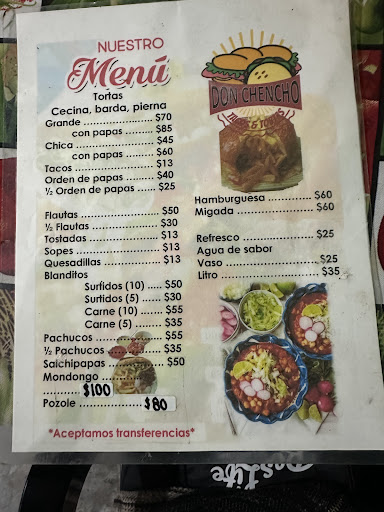 NUESTRO
Menú
Tortas
Cecina, barda, pierna
Grande ........................ $70
con papas ............. $85
Chica ........................... $45
con papas ............. $60
Tacos ........................... $13
Orden de papas ........ $40
½ Orden de papas ...... $25
Flautas ......................... $50
½ Flautas ..................... $30
Tostadas ...................... $13
Sopes ........................... $13
Quesadillas .................. $13
Blanditos
Surfidos (10) ..... $50
Surfidos (5) ....... $30
Carne (10) ........ $55
Carne (5) .......... $35
Pachucos .................... $55
½ Pachucos ............... $35
Salchipapas ................ $50
Mondongo .
............ $100
Pozole ........ $80
*Aceptamos transferencias*
DON CHENCHO
Hamburguesa ................. $60
Migada ............................ $60
Refresco .......................... $25
Agua de sabor
Vaso ................................ $25
Litro ................................. $35